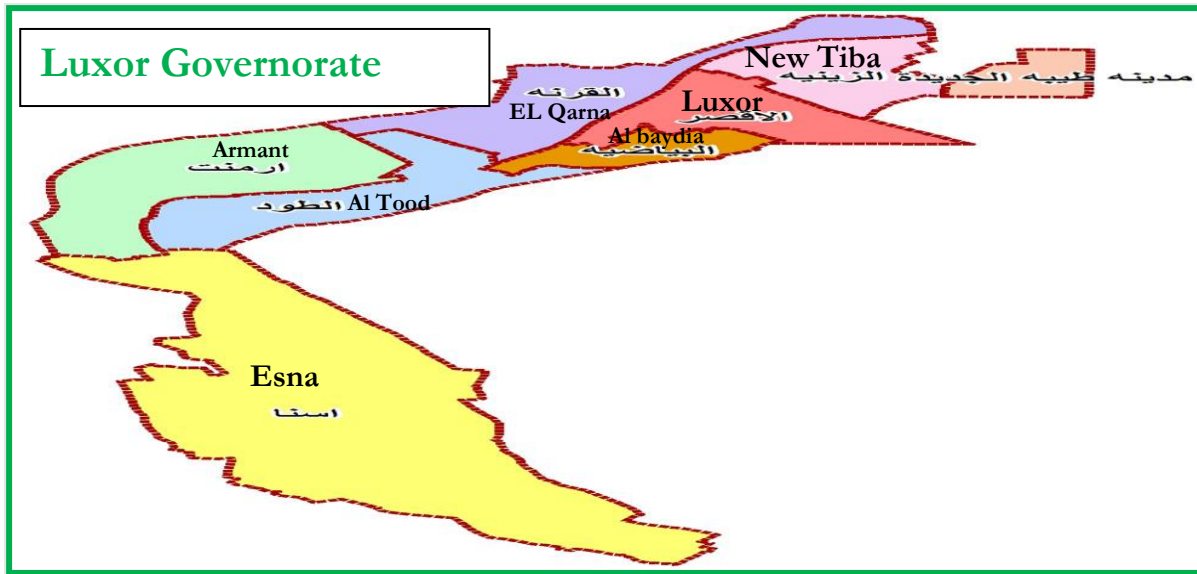 Luxor Governorate
New Tiba
مدينه طيبه الجديدة الزينيه
القرنه
EL Qarna
Luxor
الاقصر
Al baydia
البياضيه
Armant
ارمنت
الطود Al Tood
Esna
اسنا